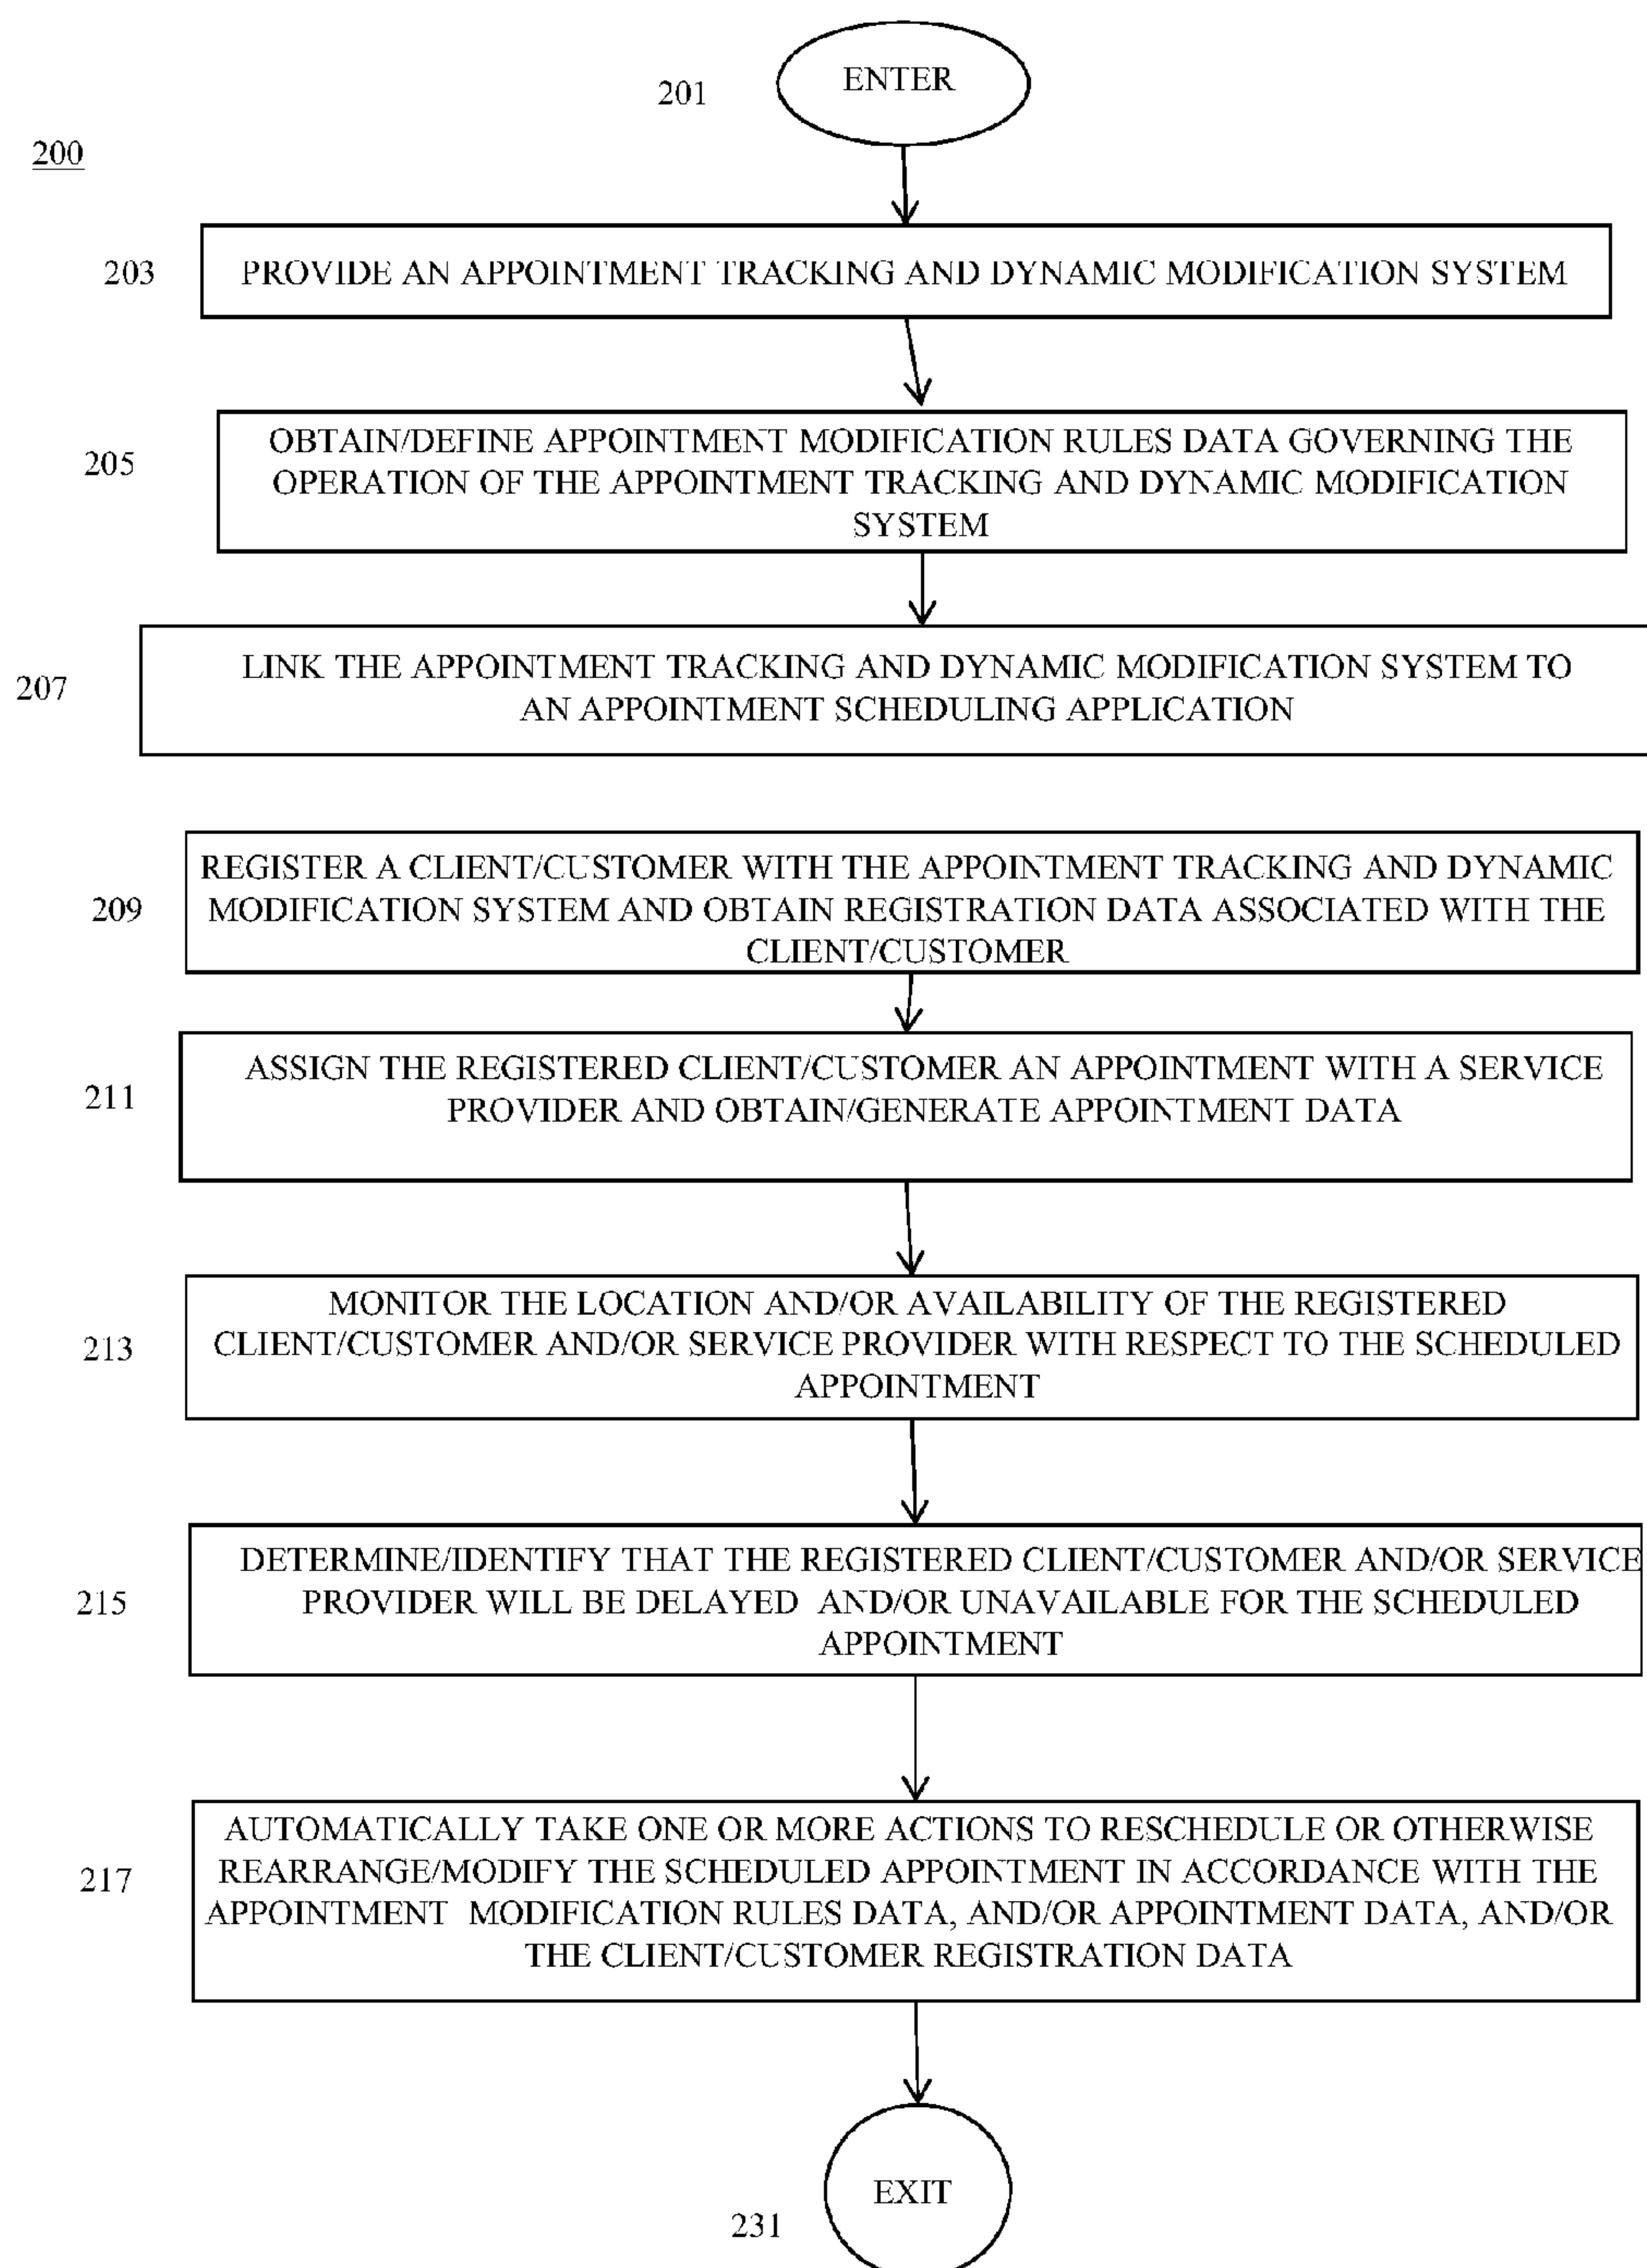 ENTER
201
200
203
PROVIDE AN APPOINTMENT TRACKING AND DYNAMIC MODIFICATION SYSTEM
205
OBTAIN/DEFINE APPOINTMENT MODIFICATION RULES DATA GOVERNING THE
OPERATION OF THE APPOINTMENT TRACKING AND DYNAMIC MODIFICATION
SYSTEM
207
LINK THE APPOINTMENT TRACKING AND DYNAMIC MODIFICATION SYSTEM TO
AN APPOINTMENT SCHEDULING APPLICATION
209
REGISTER A CLIENT/CUSTOMER WITH THE APPOINTMENT TRACKING AND DYNAMIC
MODIFICATION SYSTEM AND OBTAIN REGISTRATION DATA ASSOCIATED WITH THE
CLIENT/CUSTOMER
211
ASSIGN THE REGISTERED CLIENT/CUSTOMER AN APPOINTMENT WITH A SERVICE
PROVIDER AND OBTAIN/GENERATE APPOINTMENT DATA
213
MONITOR THE LOCATION AND/OR AVAILABILITY OF THE REGISTERED
CLIENT/CUSTOMER AND/OR SERVICE PROVIDER WITH RESPECT TO THE SCHEDULED
APPOINTMENT
215
DETERMINE/IDENTIFY THAT THE REGISTERED CLIENT/CUSTOMER AND/OR SERVICE
PROVIDER WILL BE DELAYED AND/OR UNAVAILABLE FOR THE SCHEDULED
APPOINTMENT
217
AUTOMATICALLY TAKE ONE OR MORE ACTIONS TO RESCHEDULE OR OTHERWISE
REARRANGE/MODIFY THE SCHEDULED APPOINTMENT IN ACCORDANCE WITH THE
APPOINTMENT MODIFICATION RULES DATA, AND/OR APPOINTMENT DATA, AND/OR
THE CLIENT/CUSTOMER REGISTRATION DATA
EXIT
231